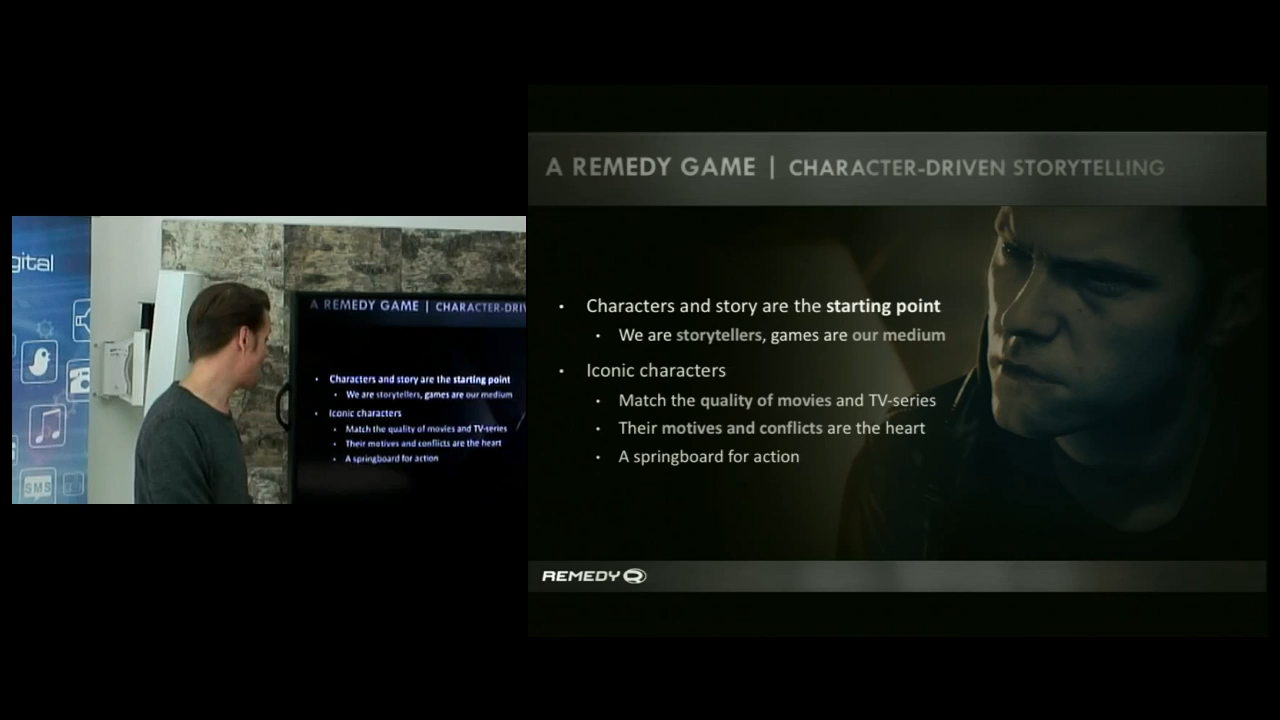 gital
SMS
A REMEDY GAME | CHARACTER-DRIV
• Characters and story are the starting point
• We are storytellers, games are our medium
• Iconic characters
• Match the quality of movies and TV-series
• Their motives and conflicts are the heart
• A springboard for action
A REMEDY GAME | CHARACTER-DRIVEN STORYTELLING
• Characters and story are the starting point
• We are storytellers, games are our medium
• Iconic characters
• Match the quality of movies and TV-series
• Their motives and conflicts are the heart
• A springboard for action
REMEDY